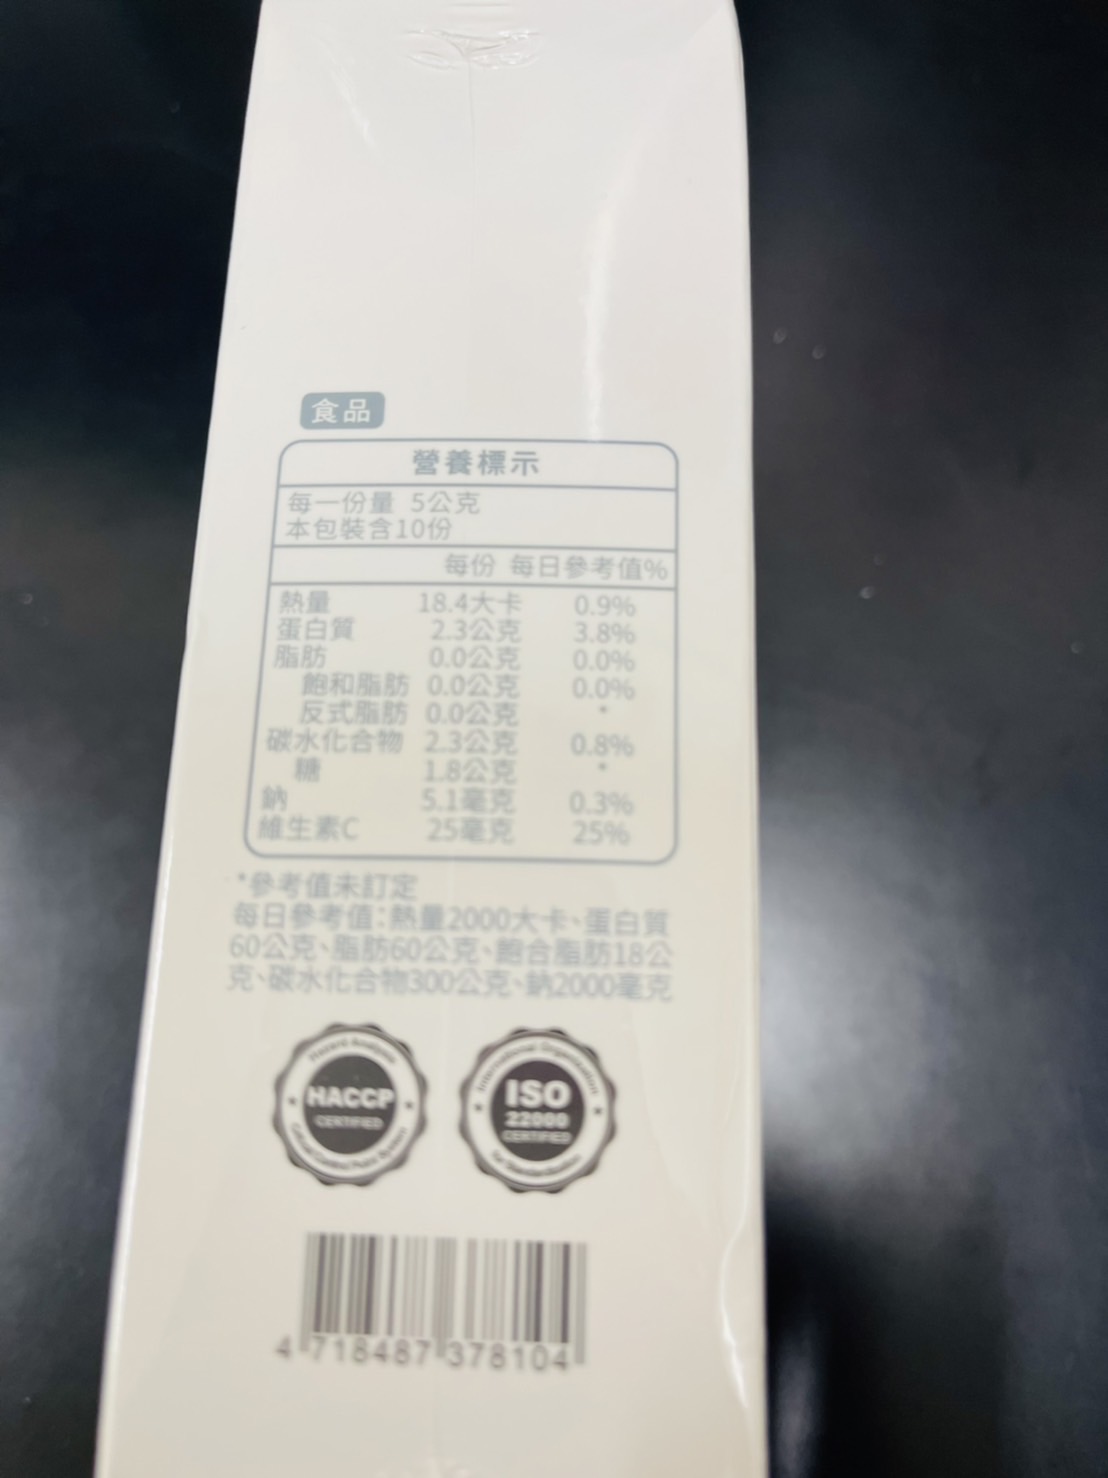 食品
營養標示
每一份量 5公克
本包裝含10份
每份 每日參考值%
熱量 18.4大卡 0.9%
蛋白質 2.3公克 3.8%
脂肪 0.0公克 0.0%
飽和脂肪 0.0公克 0.0%
反式脂肪 0.0公克 *
碳水化合物 2.3公克 0.8%
糖 1.8公克 *
鈉 5.1毫克 0.3%
維生素C 25毫克 25%
*參考值未訂定
每日參考值:熱量2000大卡、蛋白質
60公克、脂肪60公克、飽合脂肪18公
克、碳水化合物300公克、鈉2000毫克
Hazard Analysis
HACCP
CERTIFIED
International Organization
ISO
22000
CERTIFIED
for Standardization
4 718487 378104